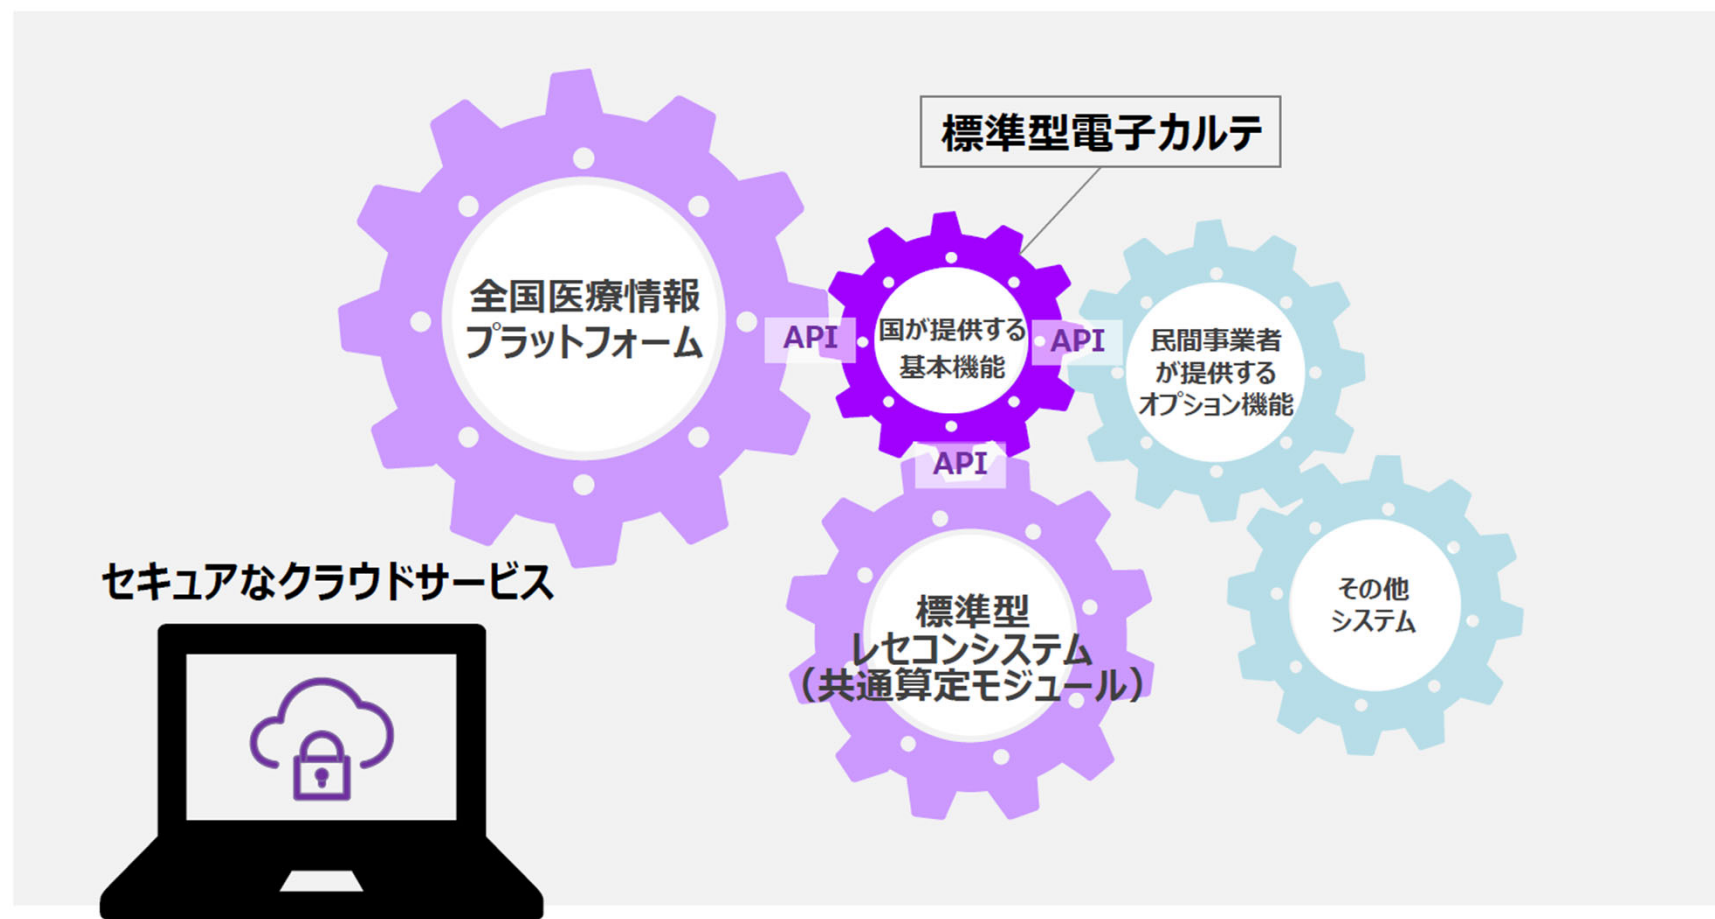 標準型電子カルテ
全国医療情報
プラットフォーム
API
国が提供する
基本機能
API
民間事業者
が提供する
オプション機能
API
標準型
レセコンシステム
（共通算定モジュール）
その他
システム
セキュアなクラウドサービス